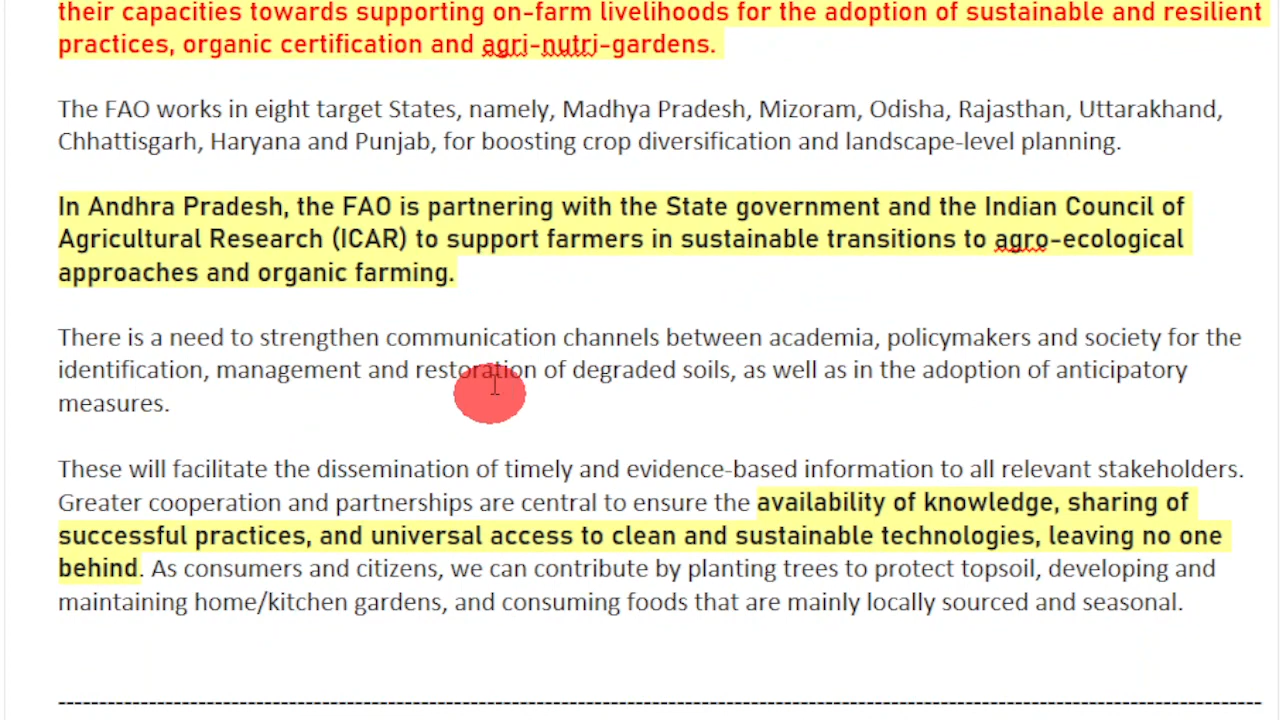 their capacities towards supporting on-farm livelihoods for the adoption of sustainable and resilient
practices, organic certification and agri-nutri-gardens.
The FAO works in eight target States, namely, Madhya Pradesh, Mizoram, Odisha, Rajasthan, Uttarakhand,
Chhattisgarh, Haryana and Punjab, for boosting crop diversification and landscape-level planning.
In Andhra Pradesh, the FAO is partnering with the State government and the Indian Council of
Agricultural Research (ICAR) to support farmers in sustainable transitions to agro-ecological
approaches and organic farming.
There is a need to strengthen communication channels between academia, policymakers and society for the
identification, management and restoration of degraded soils, as well as in the adoption of anticipatory
measures.
These will facilitate the dissemination of timely and evidence-based information to all relevant stakeholders.
Greater cooperation and partnerships are central to ensure the availability of knowledge, sharing of
successful practices, and universal access to clean and sustainable technologies, leaving no one
behind. As consumers and citizens, we can contribute by planting trees to protect topsoil, developing and
maintaining home/kitchen gardens, and consuming foods that are mainly locally sourced and seasonal.